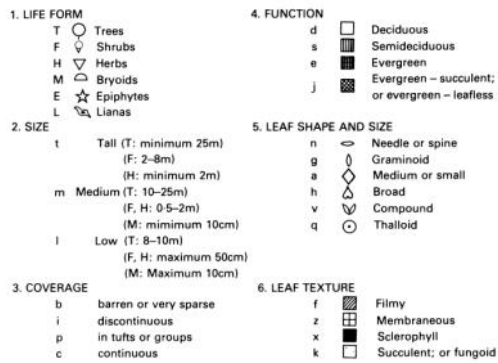 1. LIFE FORM
T Trees
F Shrubs
H Herbs
M Bryoids
E Epiphytes
L Lianas
2. SIZE
t Tall (T: minimum 25m)
(F: 2–8m)
(H: minimum 2m)
m Medium (T: 10–25m)
(F, H: 0·5–2m)
(M: mimimum 10cm)
l Low (T: 8–10m)
(F, H: maximum 50cm)
(M: Maximum 10cm)
3. COVERAGE
b barren or very sparse
i discontinuous
p in tufts or groups
c continuous
4. FUNCTION
d Deciduous
s Semideciduous
e Evergreen
j Evergreen – succulent;
or evergreen – leafless
5. LEAF SHAPE AND SIZE
n Needle or spine
g Graminoid
a Medium or small
h Broad
v Compound
q Thalloid
6. LEAF TEXTURE
f Filmy
z Membraneous
x Sclerophyll
k Succulent; or fungoid